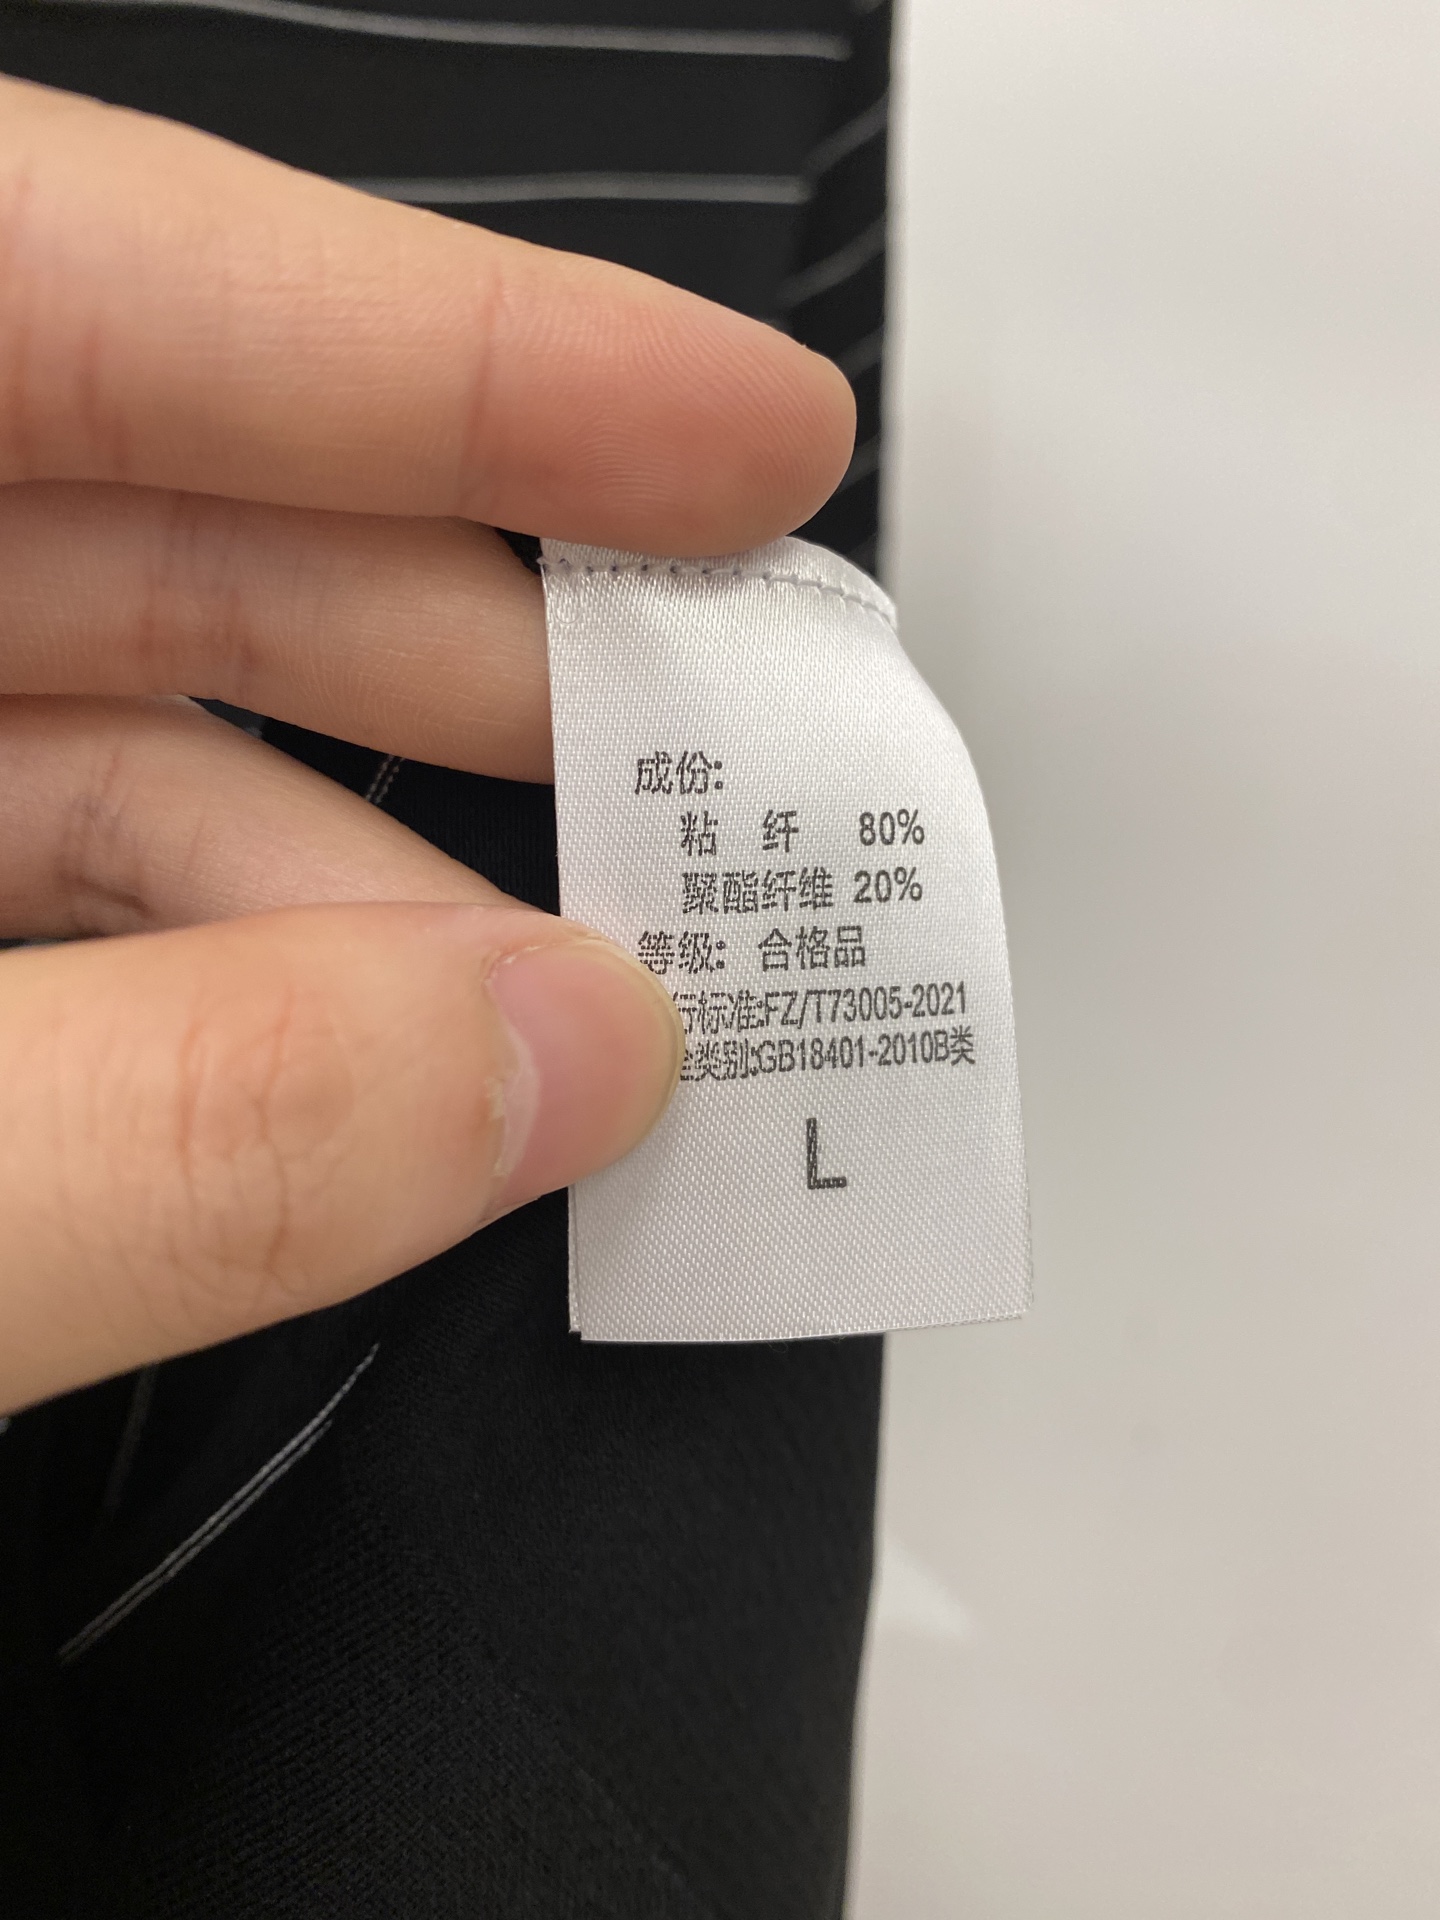 成份:
粘 纤 80%
聚酯纤维 20%
等级: 合格品
行标准:FZ/T73005-2021
全类别:GB18401-2010B类
L